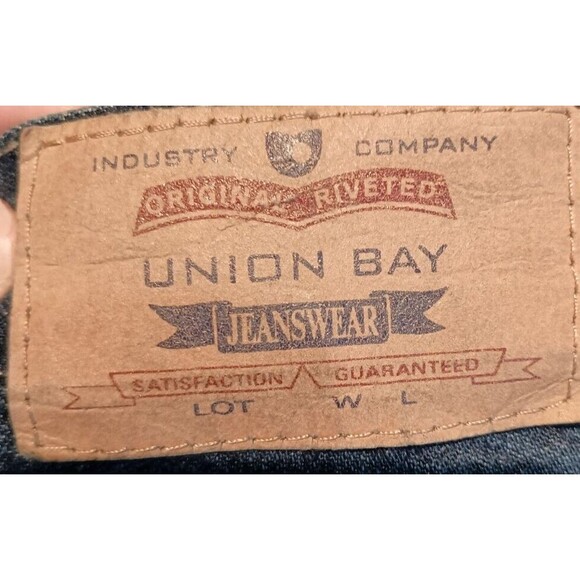 INDUSTRY COMPANY
ORIGINAL RIVETED
UNION BAY
JEANSWEAR
SATISFACTION GUARANTEED
LOT W L